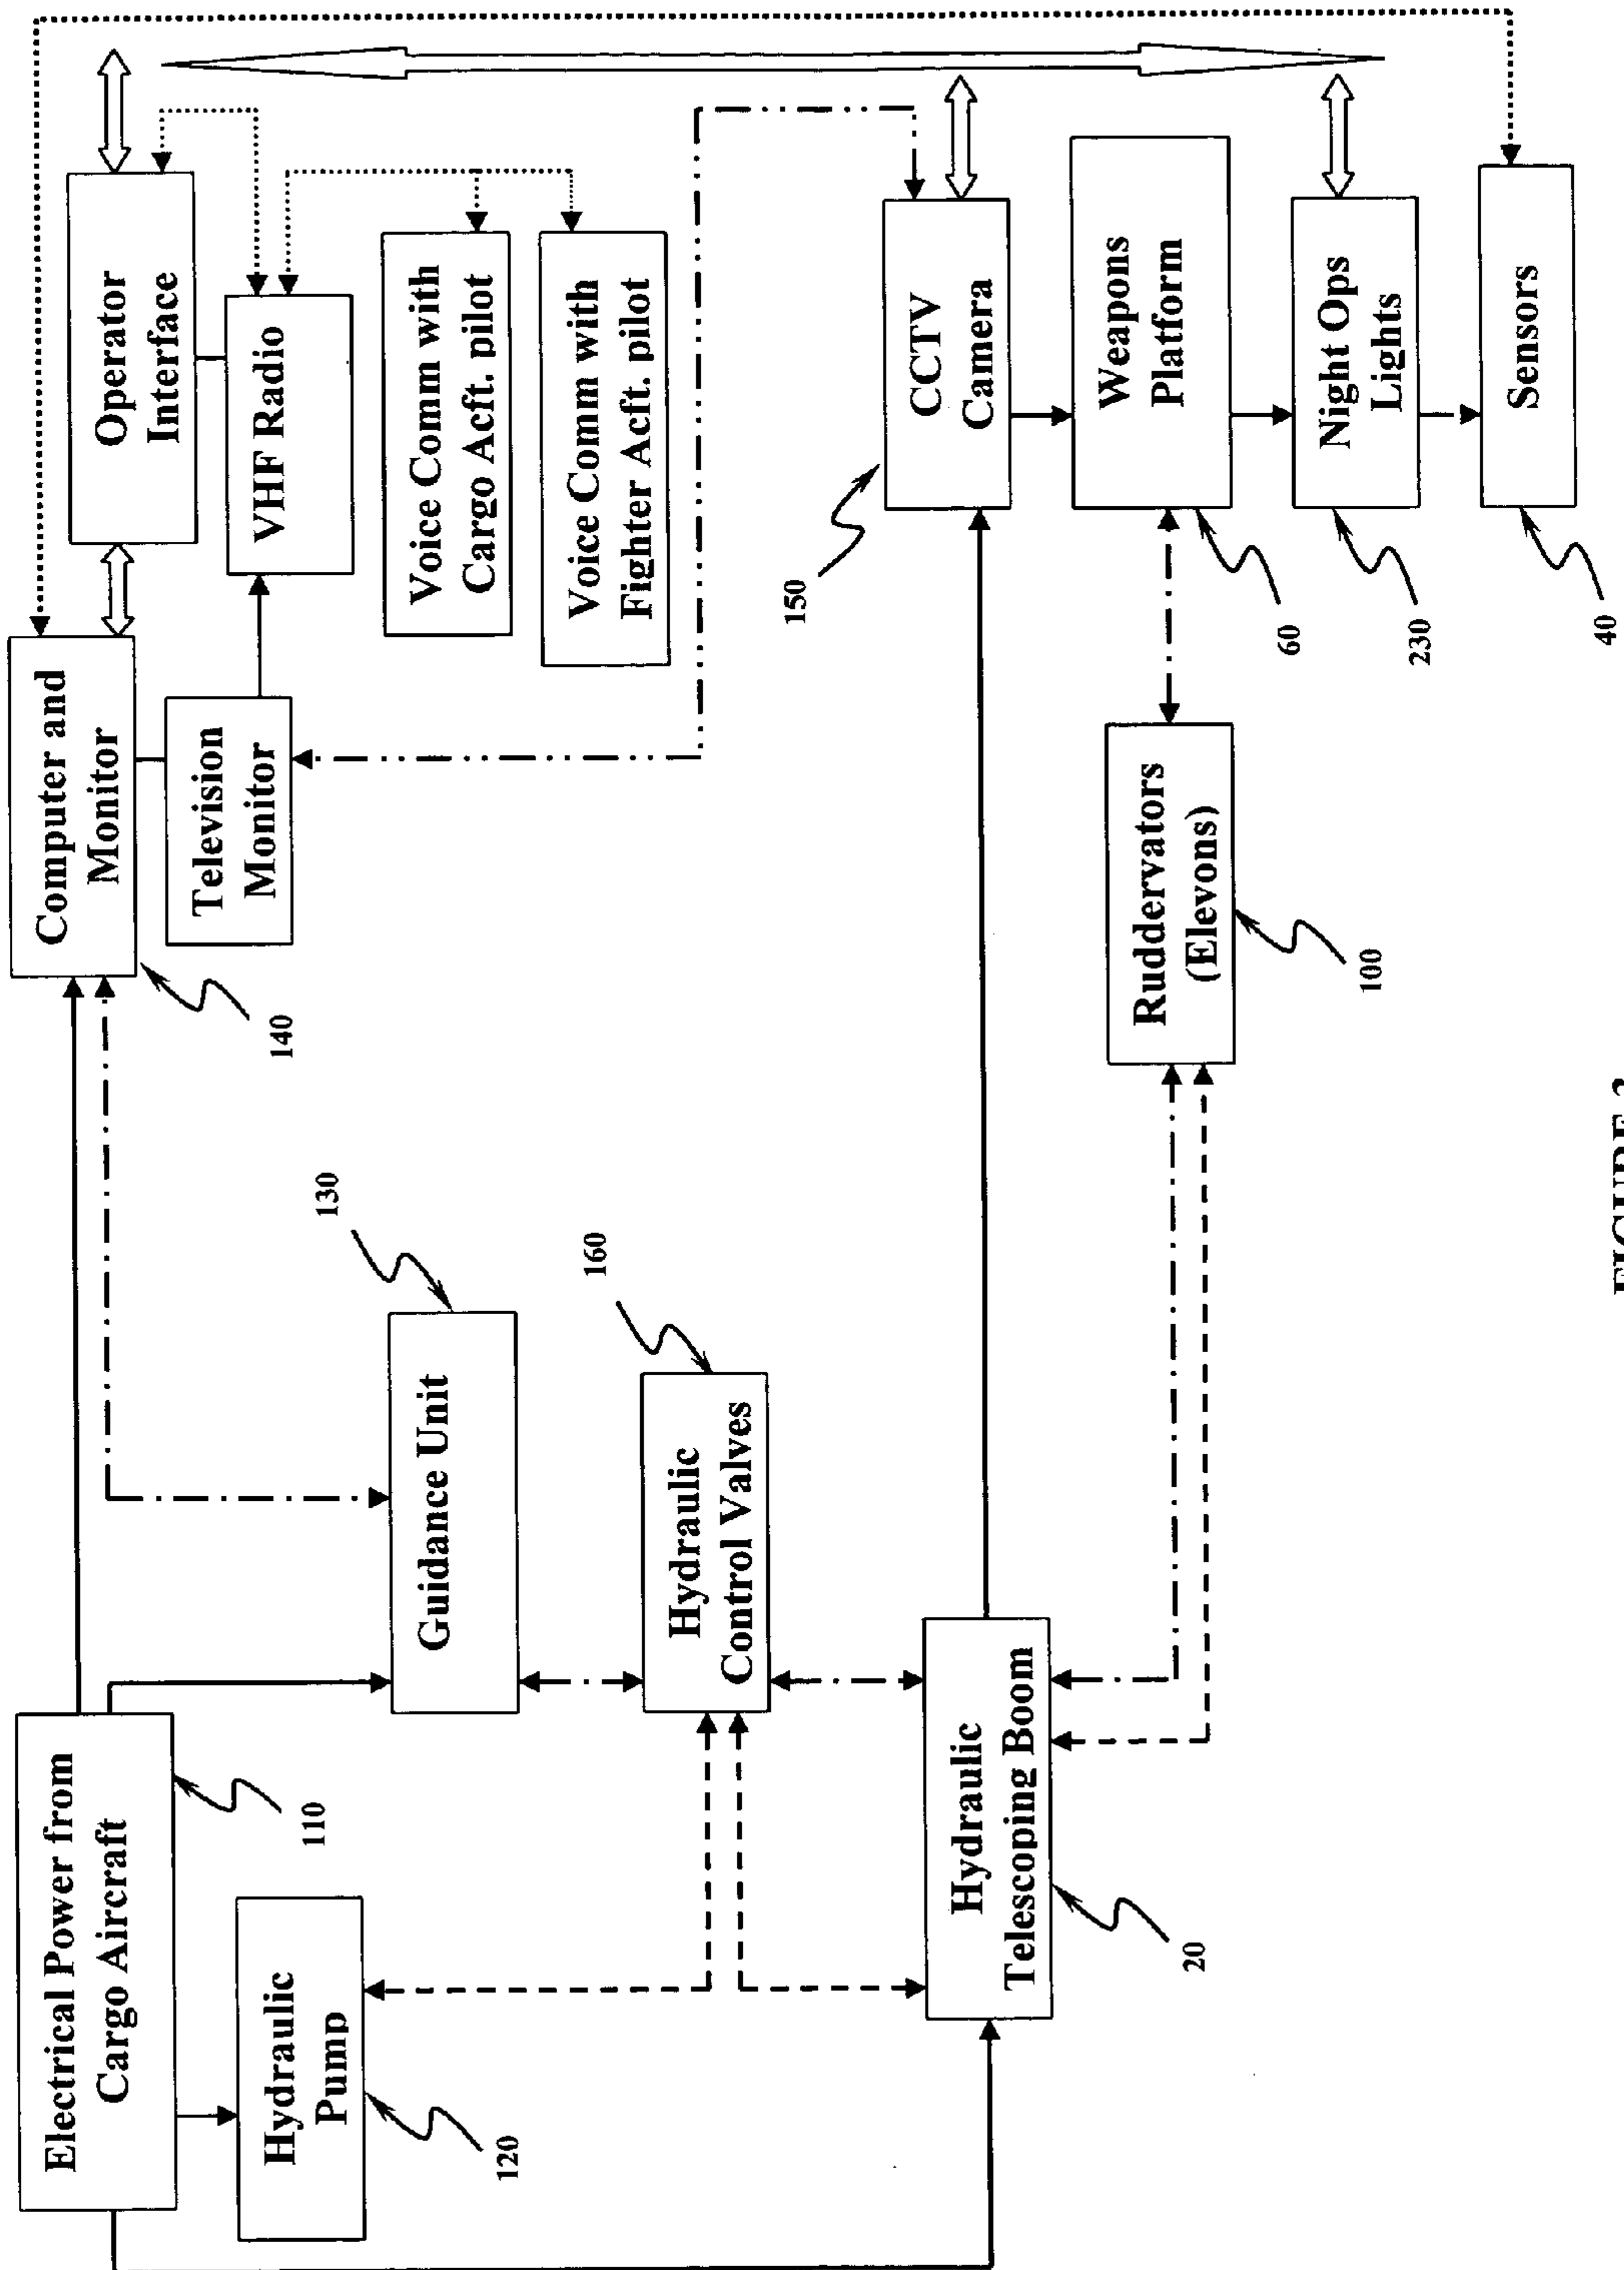 Electrical Power from
Cargo Aircraft
110
Hydraulic
Pump
120
Guidance Unit
130
Hydraulic
Control Valves
160
Hydraulic
Telescoping Boom
20
Computer and
Monitor
140
Television
Monitor
Operator
Interface
VHF Radio
Voice Comm with
Cargo Acft. pilot
Voice Comm with
Fighter Acft. pilot
CCTV
Camera
150
Weapons
Platform
60
Night Ops
Lights
230
Sensors
40
Ruddervators
(Elevons)
100
FIGURE